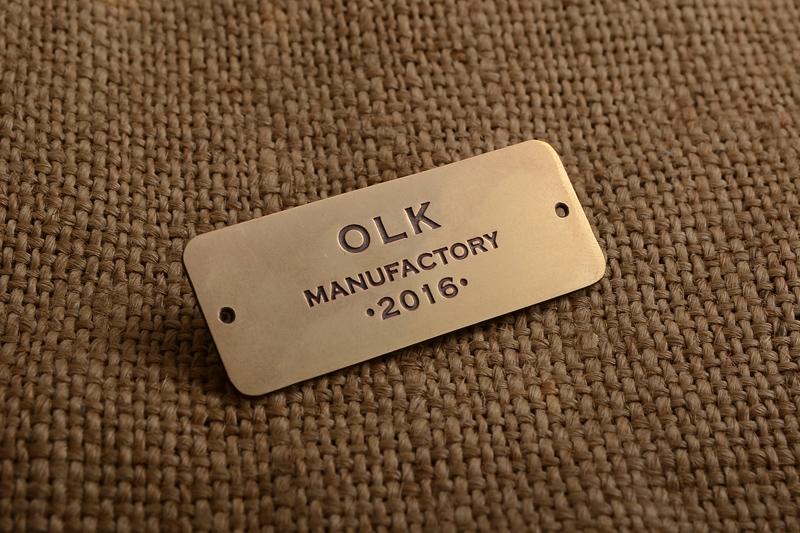 OLK
MANUFACTORY
·2016·